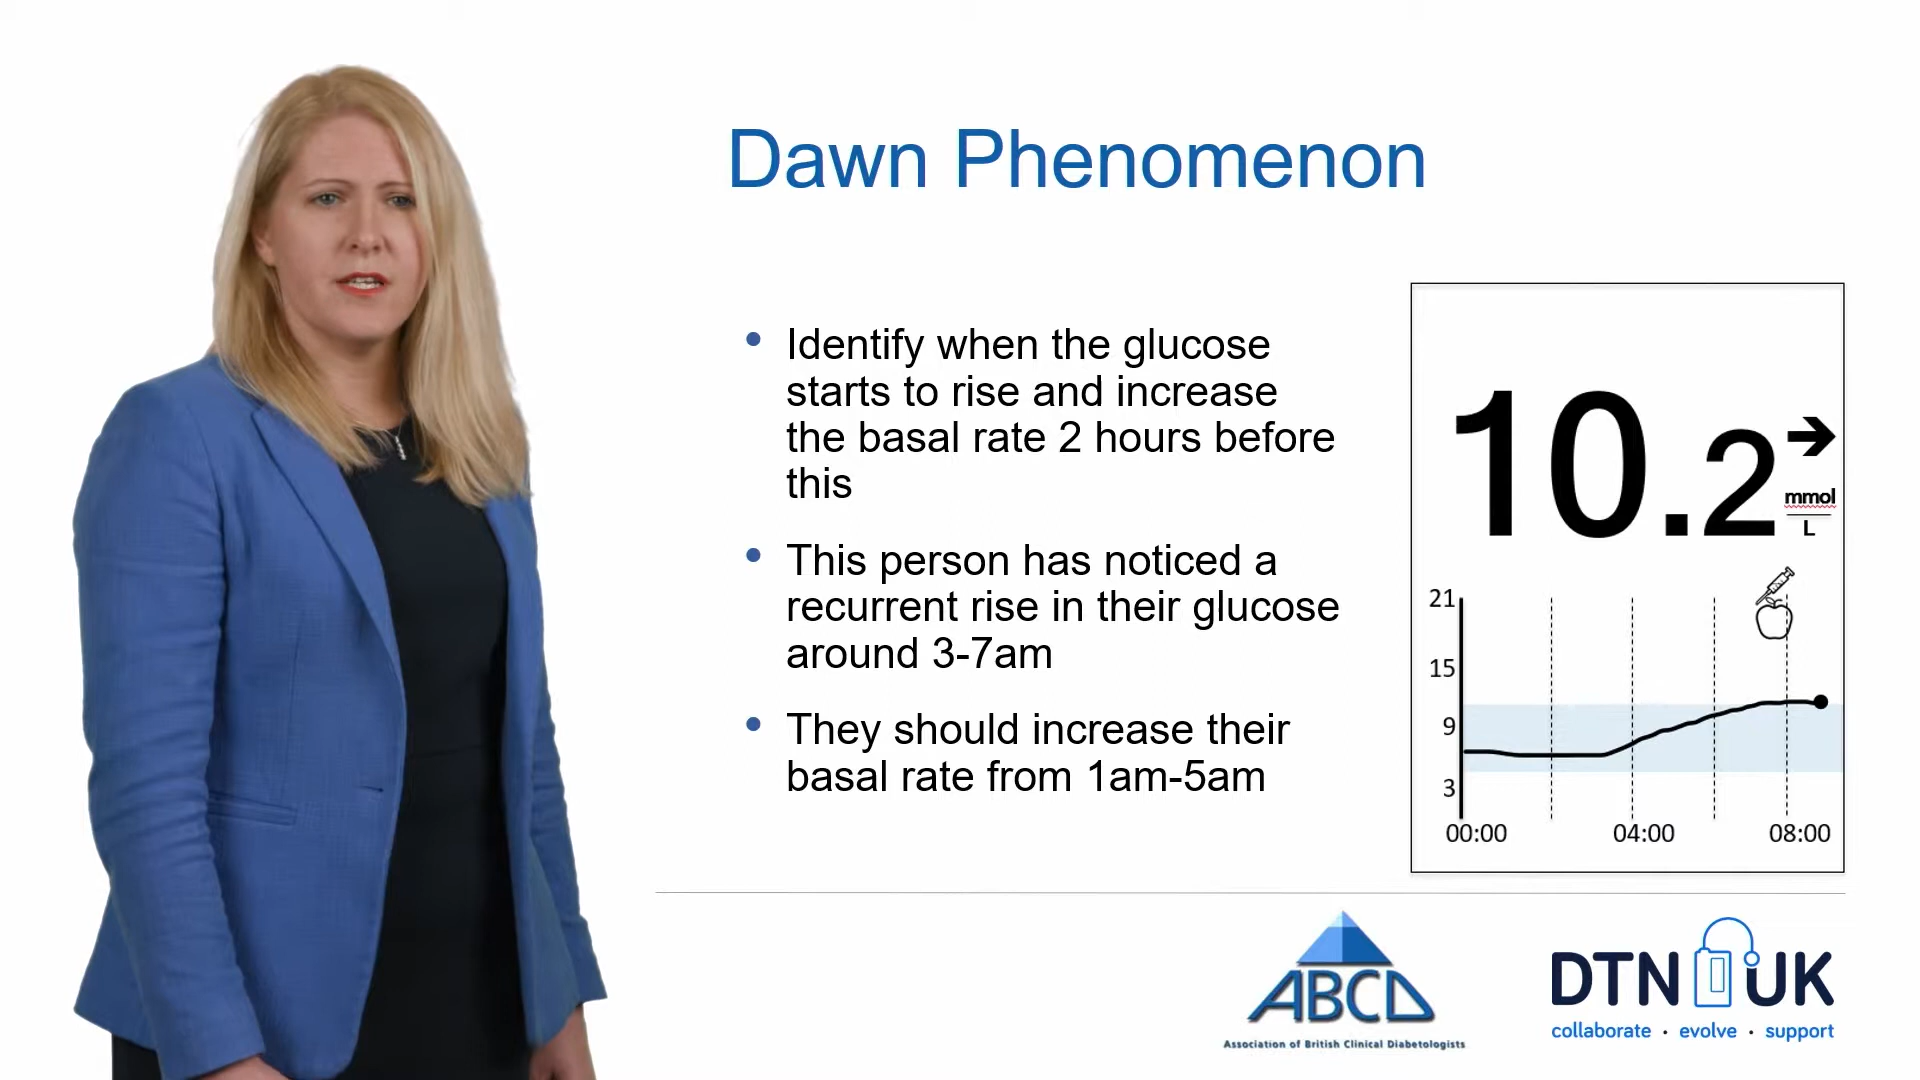 Dawn Phenomenon
• Identify when the glucose
starts to rise and increase
the basal rate 2 hours before
this
• This person has noticed a
recurrent rise in their glucose
around 3-7am
• They should increase their
basal rate from 1am-5am
10.2
mmol
L
21
15
9
3
00:00 04:00 08:00
ABCD
Association of British Clinical Diabetologists
DTN UK
collaborate · evolve · support